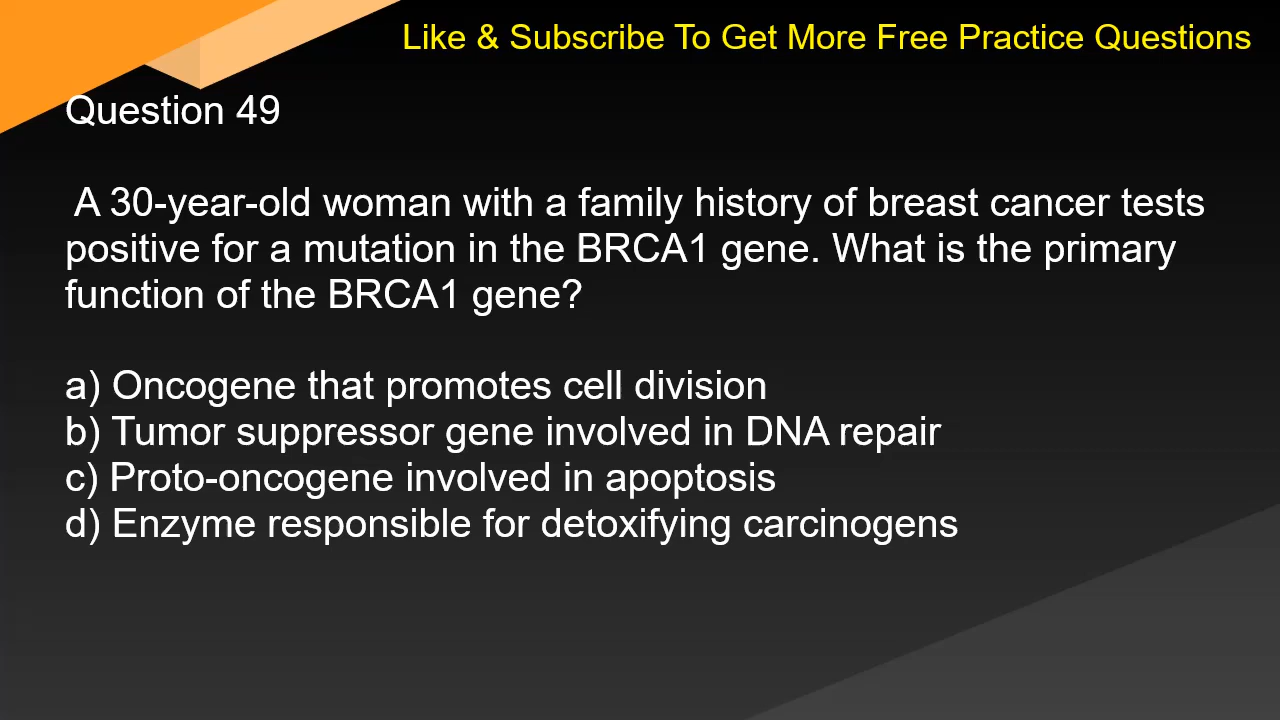 Like & Subscribe To Get More Free Practice Questions
Question 49
A 30-year-old woman with a family history of breast cancer tests
positive for a mutation in the BRCA1 gene. What is the primary
function of the BRCA1 gene?
a) Oncogene that promotes cell division
b) Tumor suppressor gene involved in DNA repair
c) Proto-oncogene involved in apoptosis
d) Enzyme responsible for detoxifying carcinogens